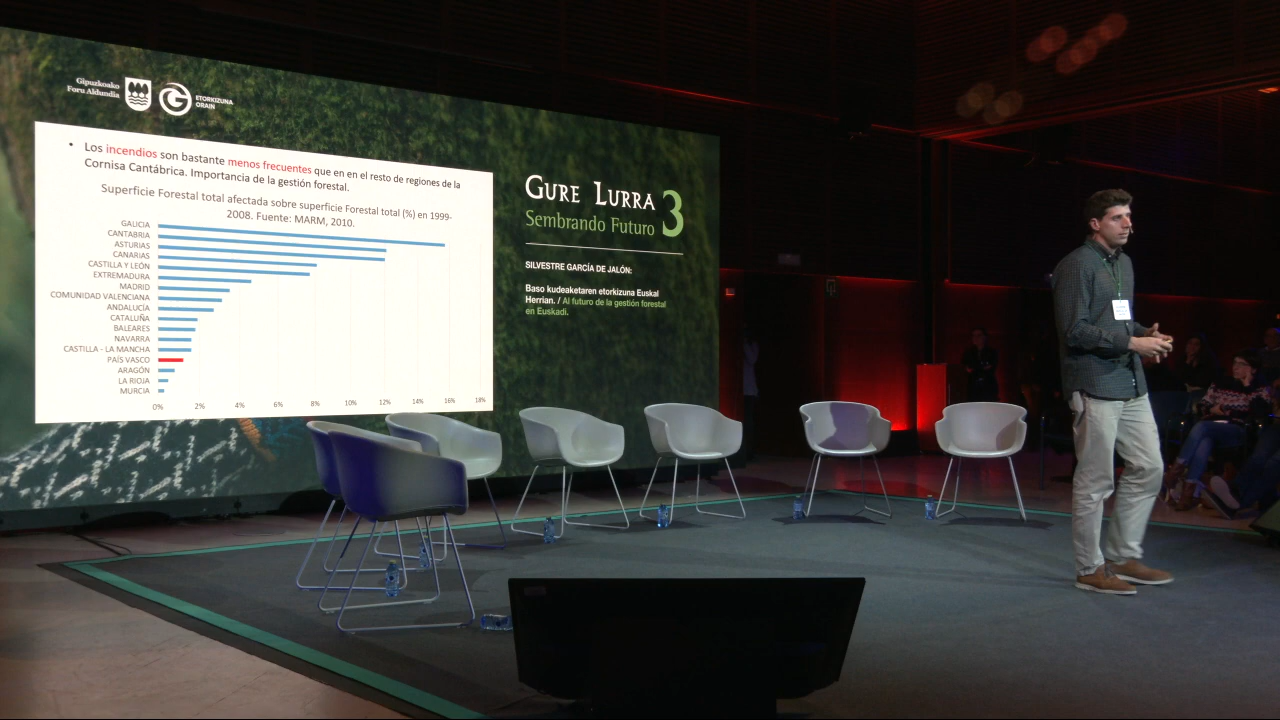 Gipuzkoako
Foru Aldundia
ETORKIZUNA
ORAIN
• Los incendios son bastante menos frecuentes que en en el resto de regiones de la
Cornisa Cantábrica. Importancia de la gestión forestal.
Superficie Forestal total afectada sobre superficie Forestal total (%) en 1999-
2008. Fuente: MARM, 2010.
GALICIA
CANTABRIA
ASTURIAS
CANARIAS
CASTILLA Y LEÓN
EXTREMADURA
MADRID
COMUNIDAD VALENCIANA
ANDALUCÍA
CATALUÑA
BALEARES
NAVARRA
CASTILLA - LA MANCHA
PAÍS VASCO
ARAGÓN
LA RIOJA
MURCIA
0% 2% 4% 6% 8% 10% 12% 14% 16% 18%
GURE LURRA 3
Sembrando Futuro
SILVESTRE GARCÍA DE JALÓN:
Baso kudeaketaren etorkizuna Euskal
Herrian. / Al futuro de la gestión forestal
en Euskadi.